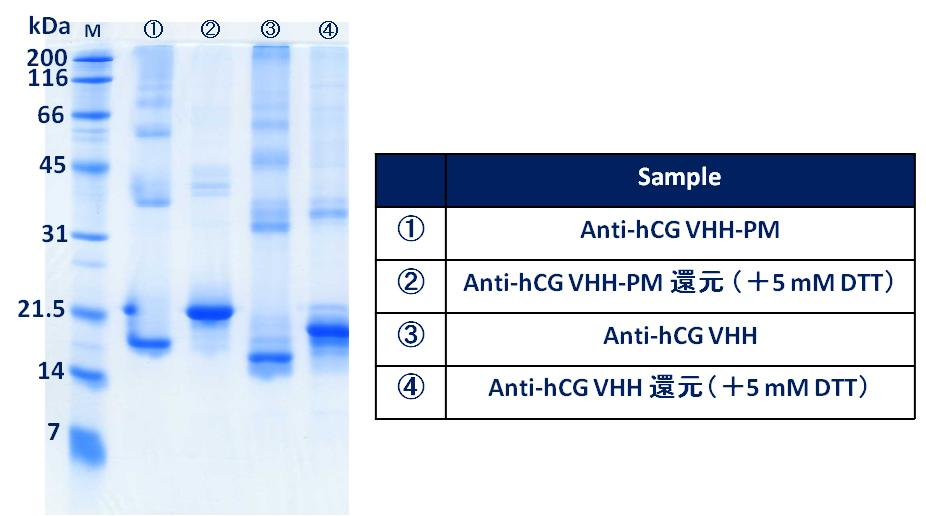 kDa M ① ② ③ ④
200
116
66
45
31
21.5
14
7
Sample
① Anti-hCG VHH-PM
② Anti-hCG VHH-PM 還元(+5 mM DTT)
③ Anti-hCG VHH
④ Anti-hCG VHH 還元(+5 mM DTT)